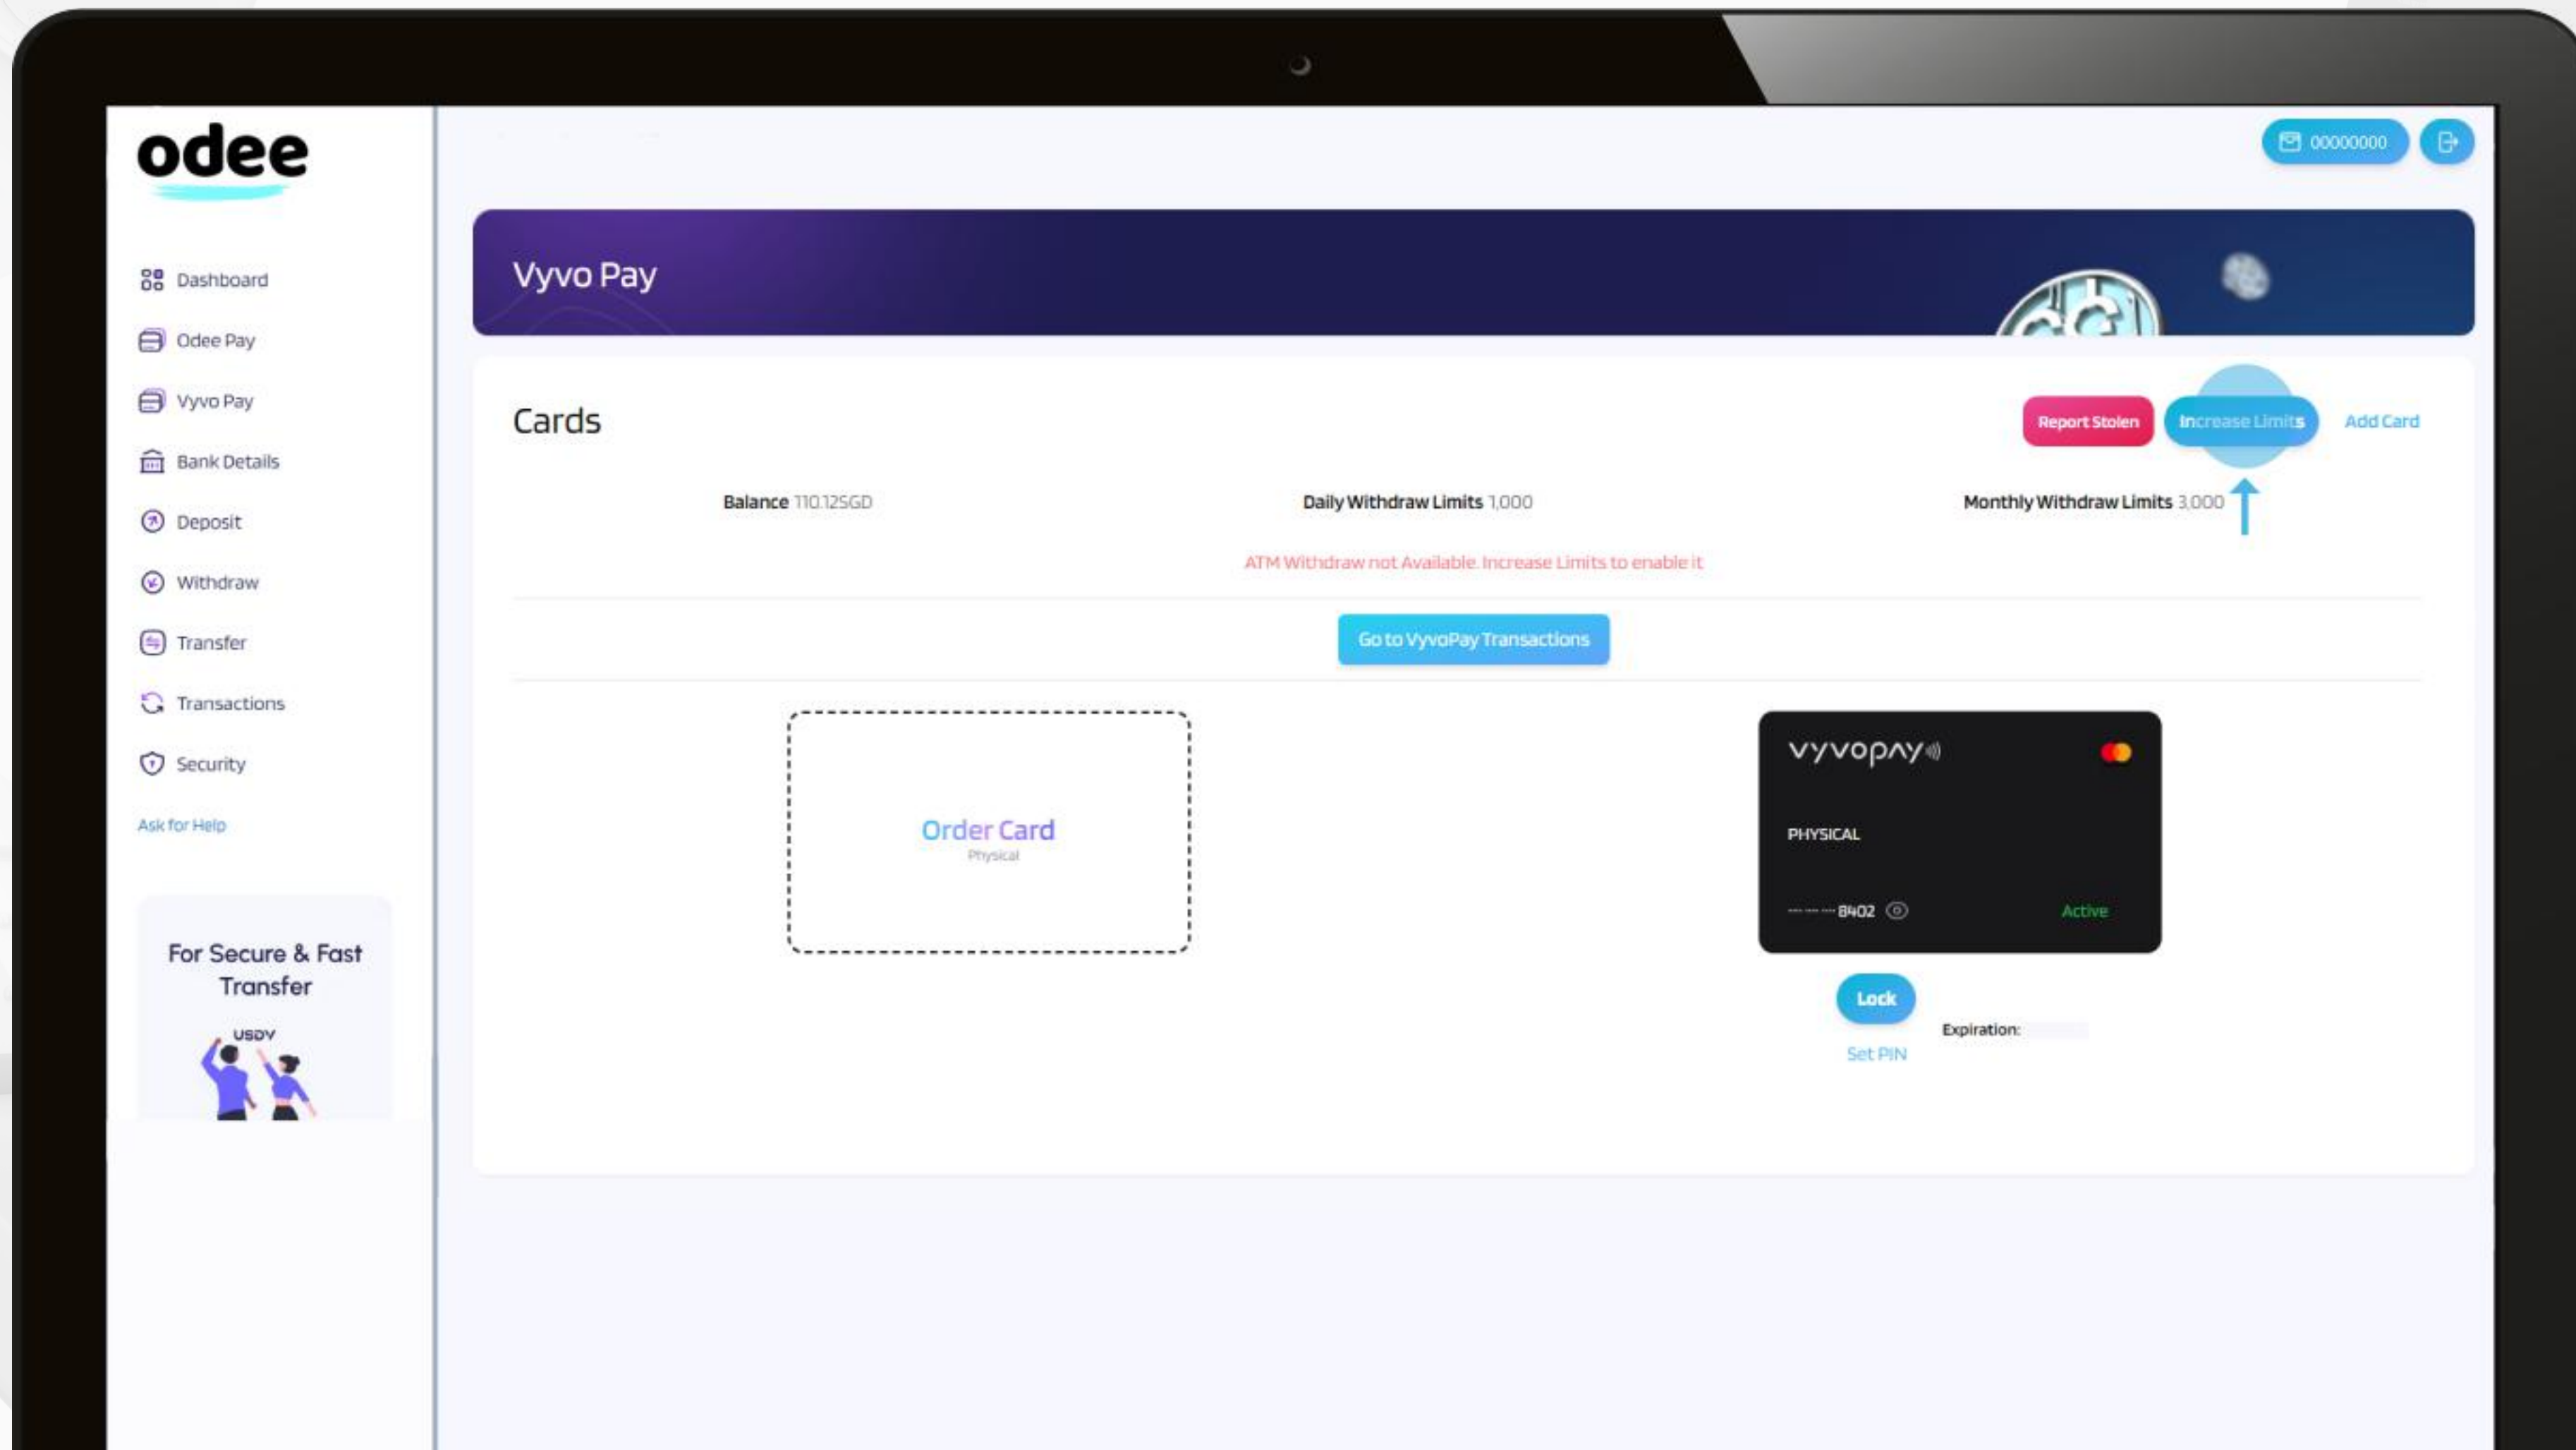 odee
00000000
Dashboard
Odee Pay
Vyvo Pay
Bank Details
Deposit
Withdraw
Transfer
Transactions
Security
Ask for Help
For Secure & Fast
Transfer
USDV
Vyvo Pay
Cards
Report Stolen
Increase Limits
Add Card
Balance 110.12SGD
Daily Withdraw Limits 1,000
Monthly Withdraw Limits 3,000
ATM Withdraw not Available. Increase Limits to enable it
Go to VyvoPay Transactions
Order Card
Physical
vyvopay
PHYSICAL
8402
Active
Lock
Set PIN
Expiration: